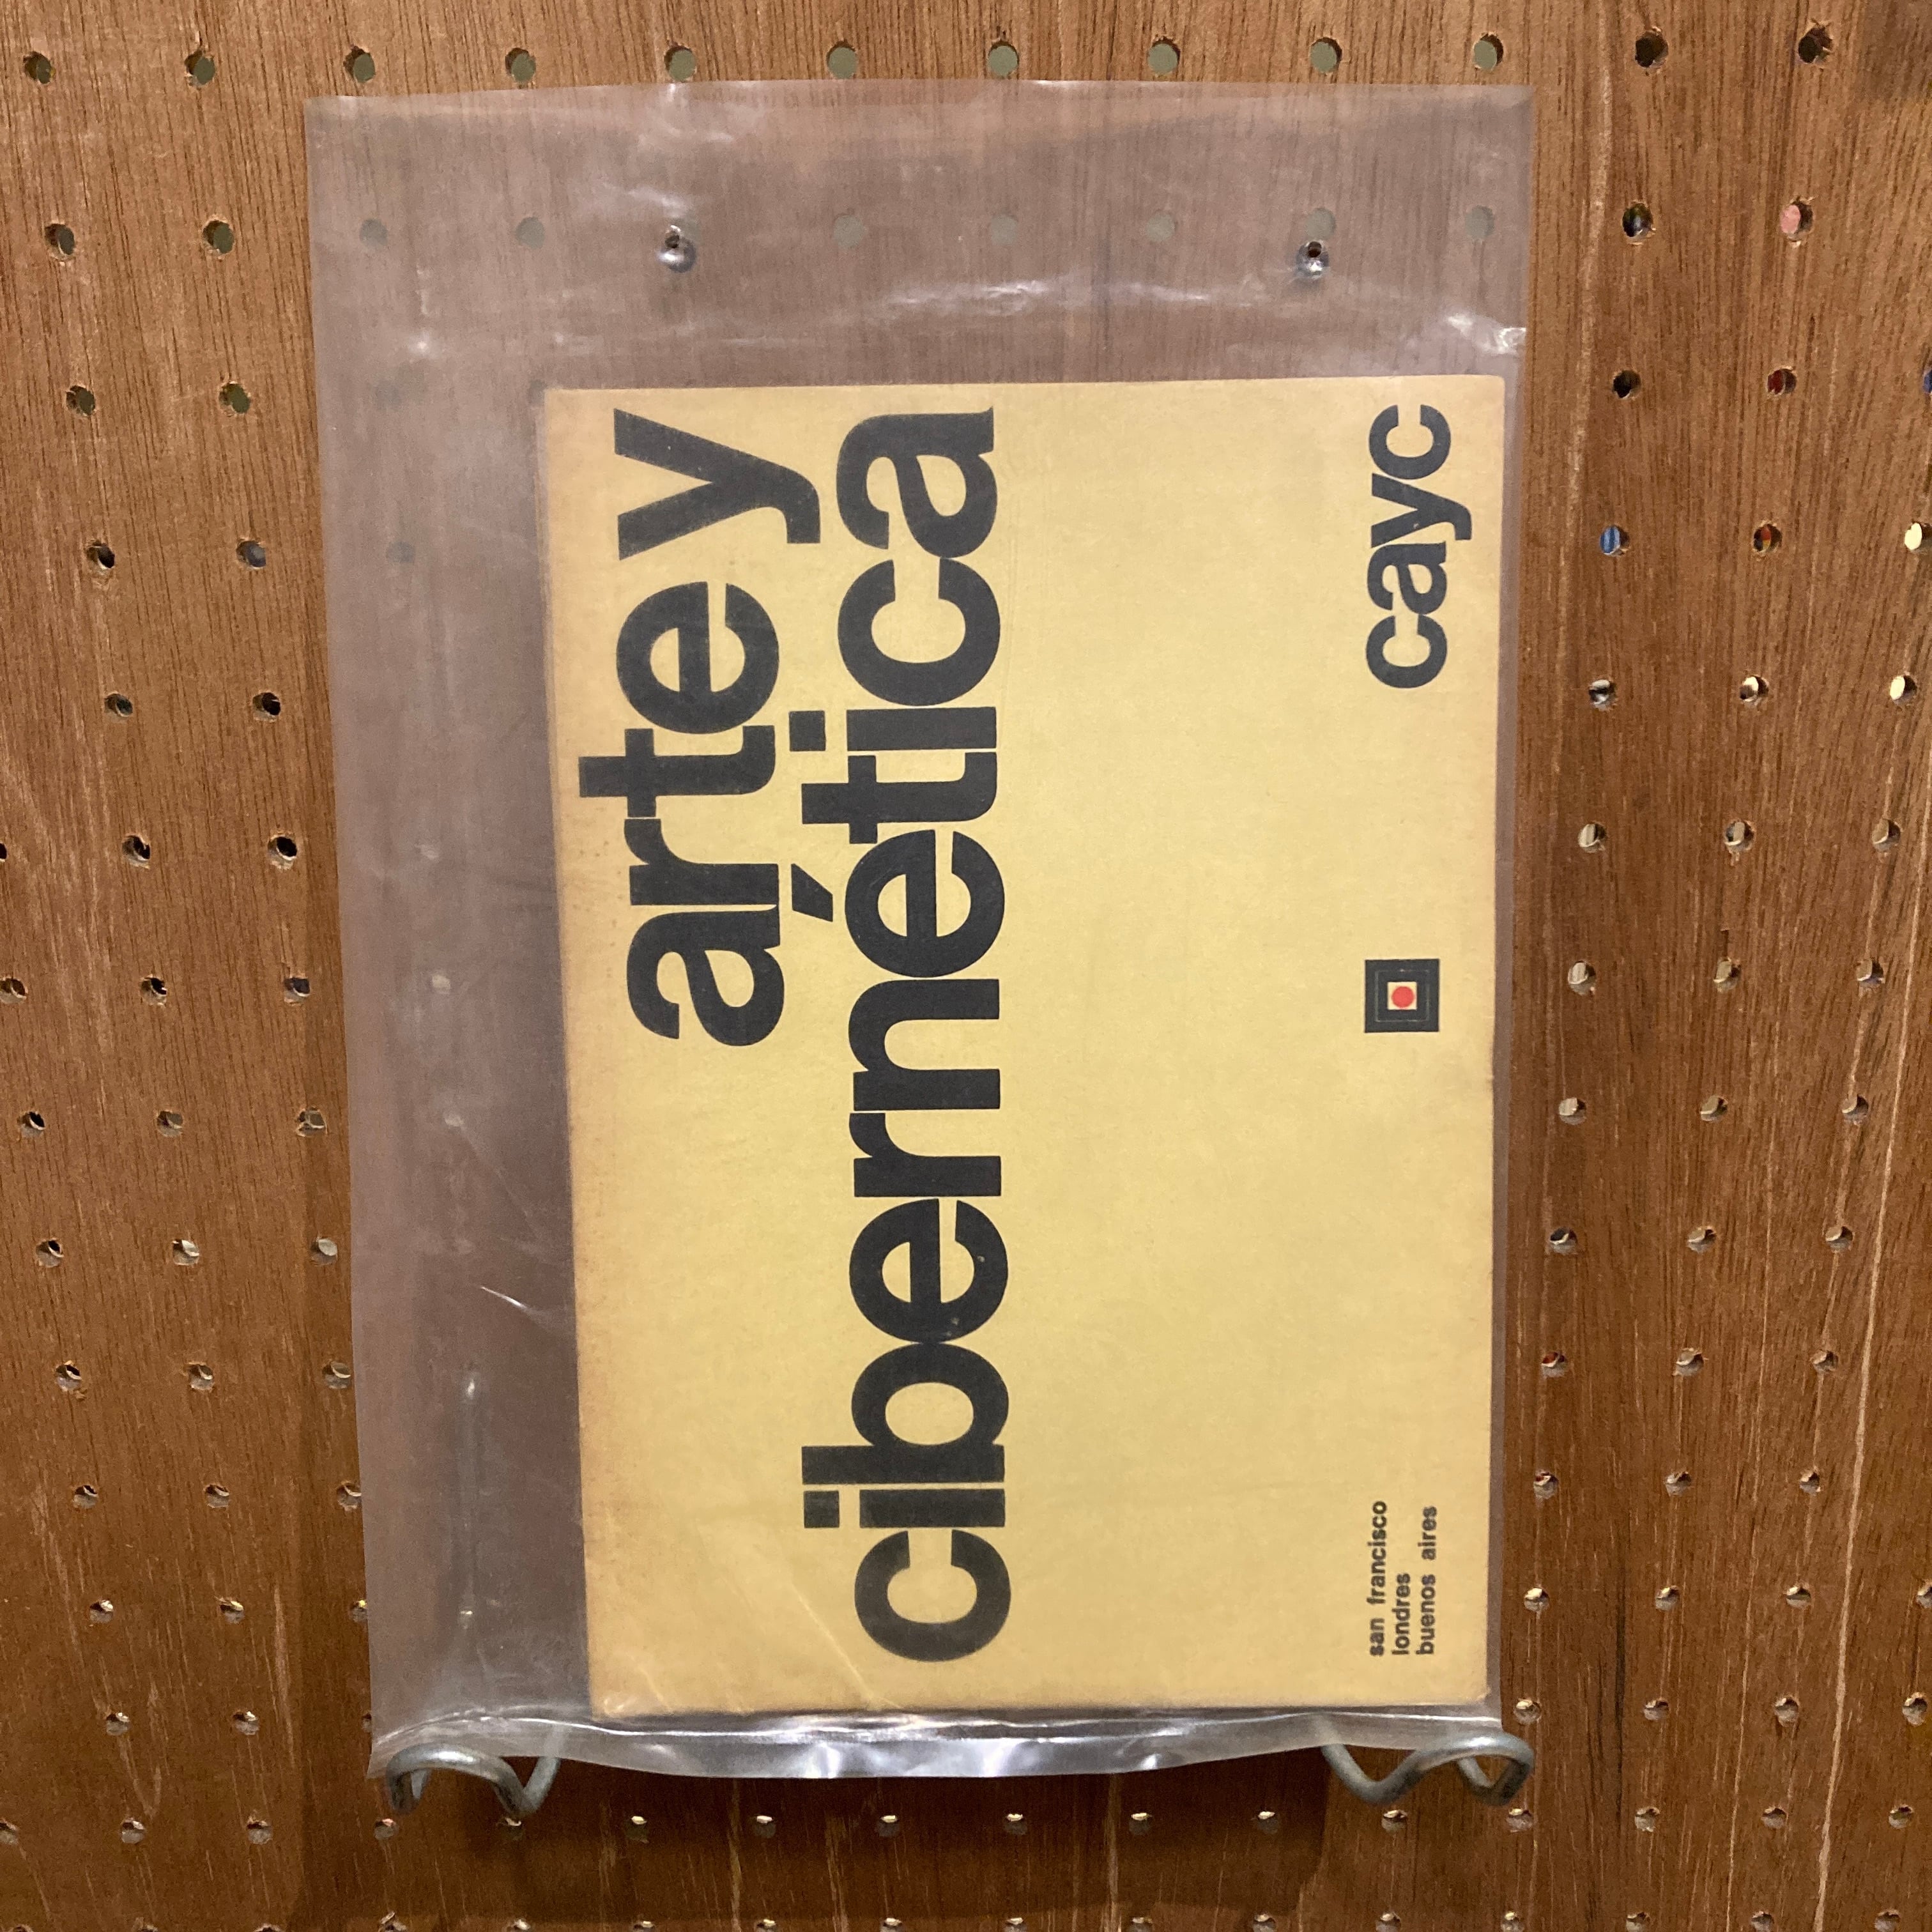 arte y
cibernética
san francisco
londres
buenos aires
cayc